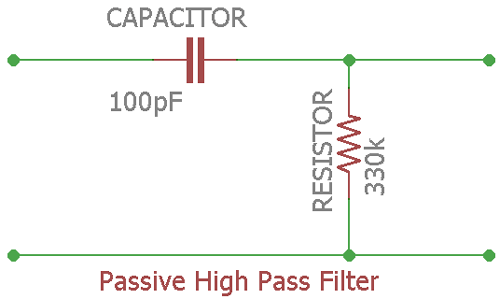 CAPACITOR
100pF
RESISTOR
330k
Passive High Pass Filter